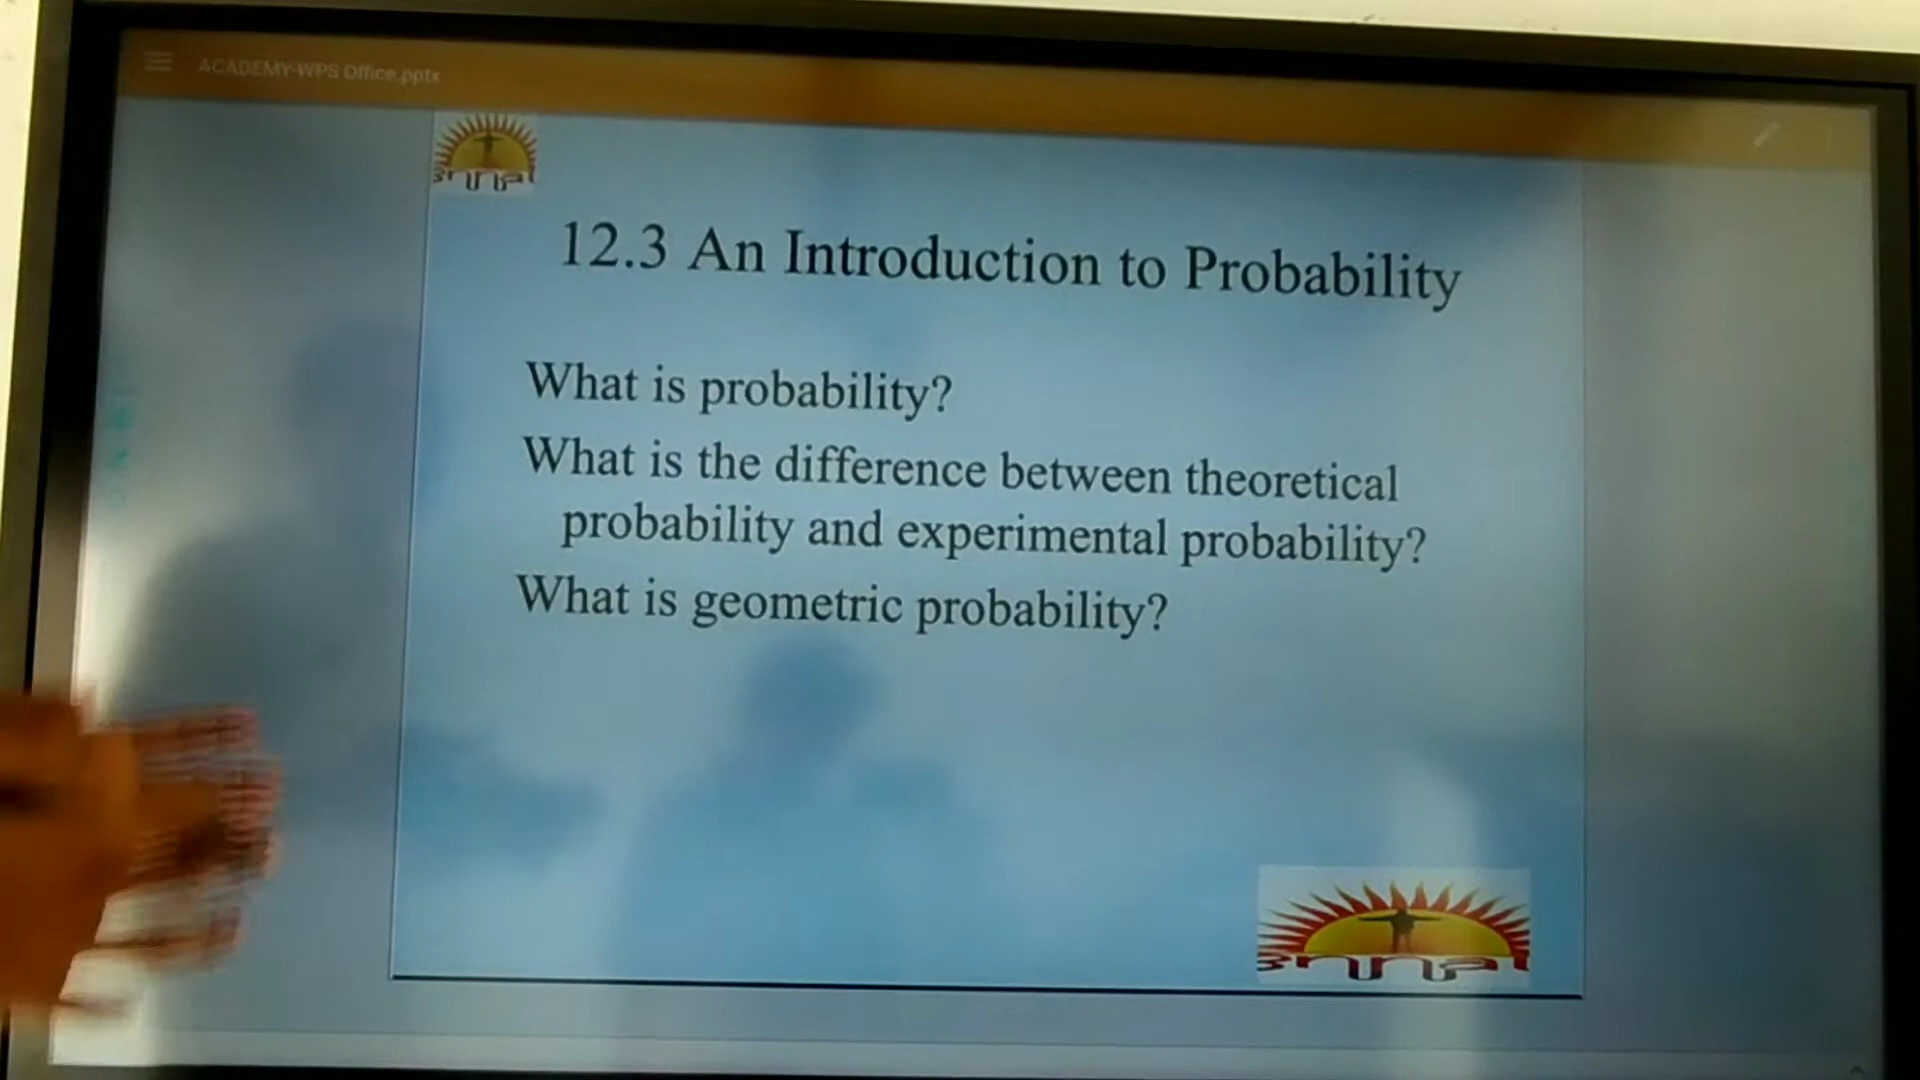 ACADEMY-WPS Office.pptx
12.3 An Introduction to Probability
What is probability?
What is the difference between theoretical
probability and experimental probability?
What is geometric probability?